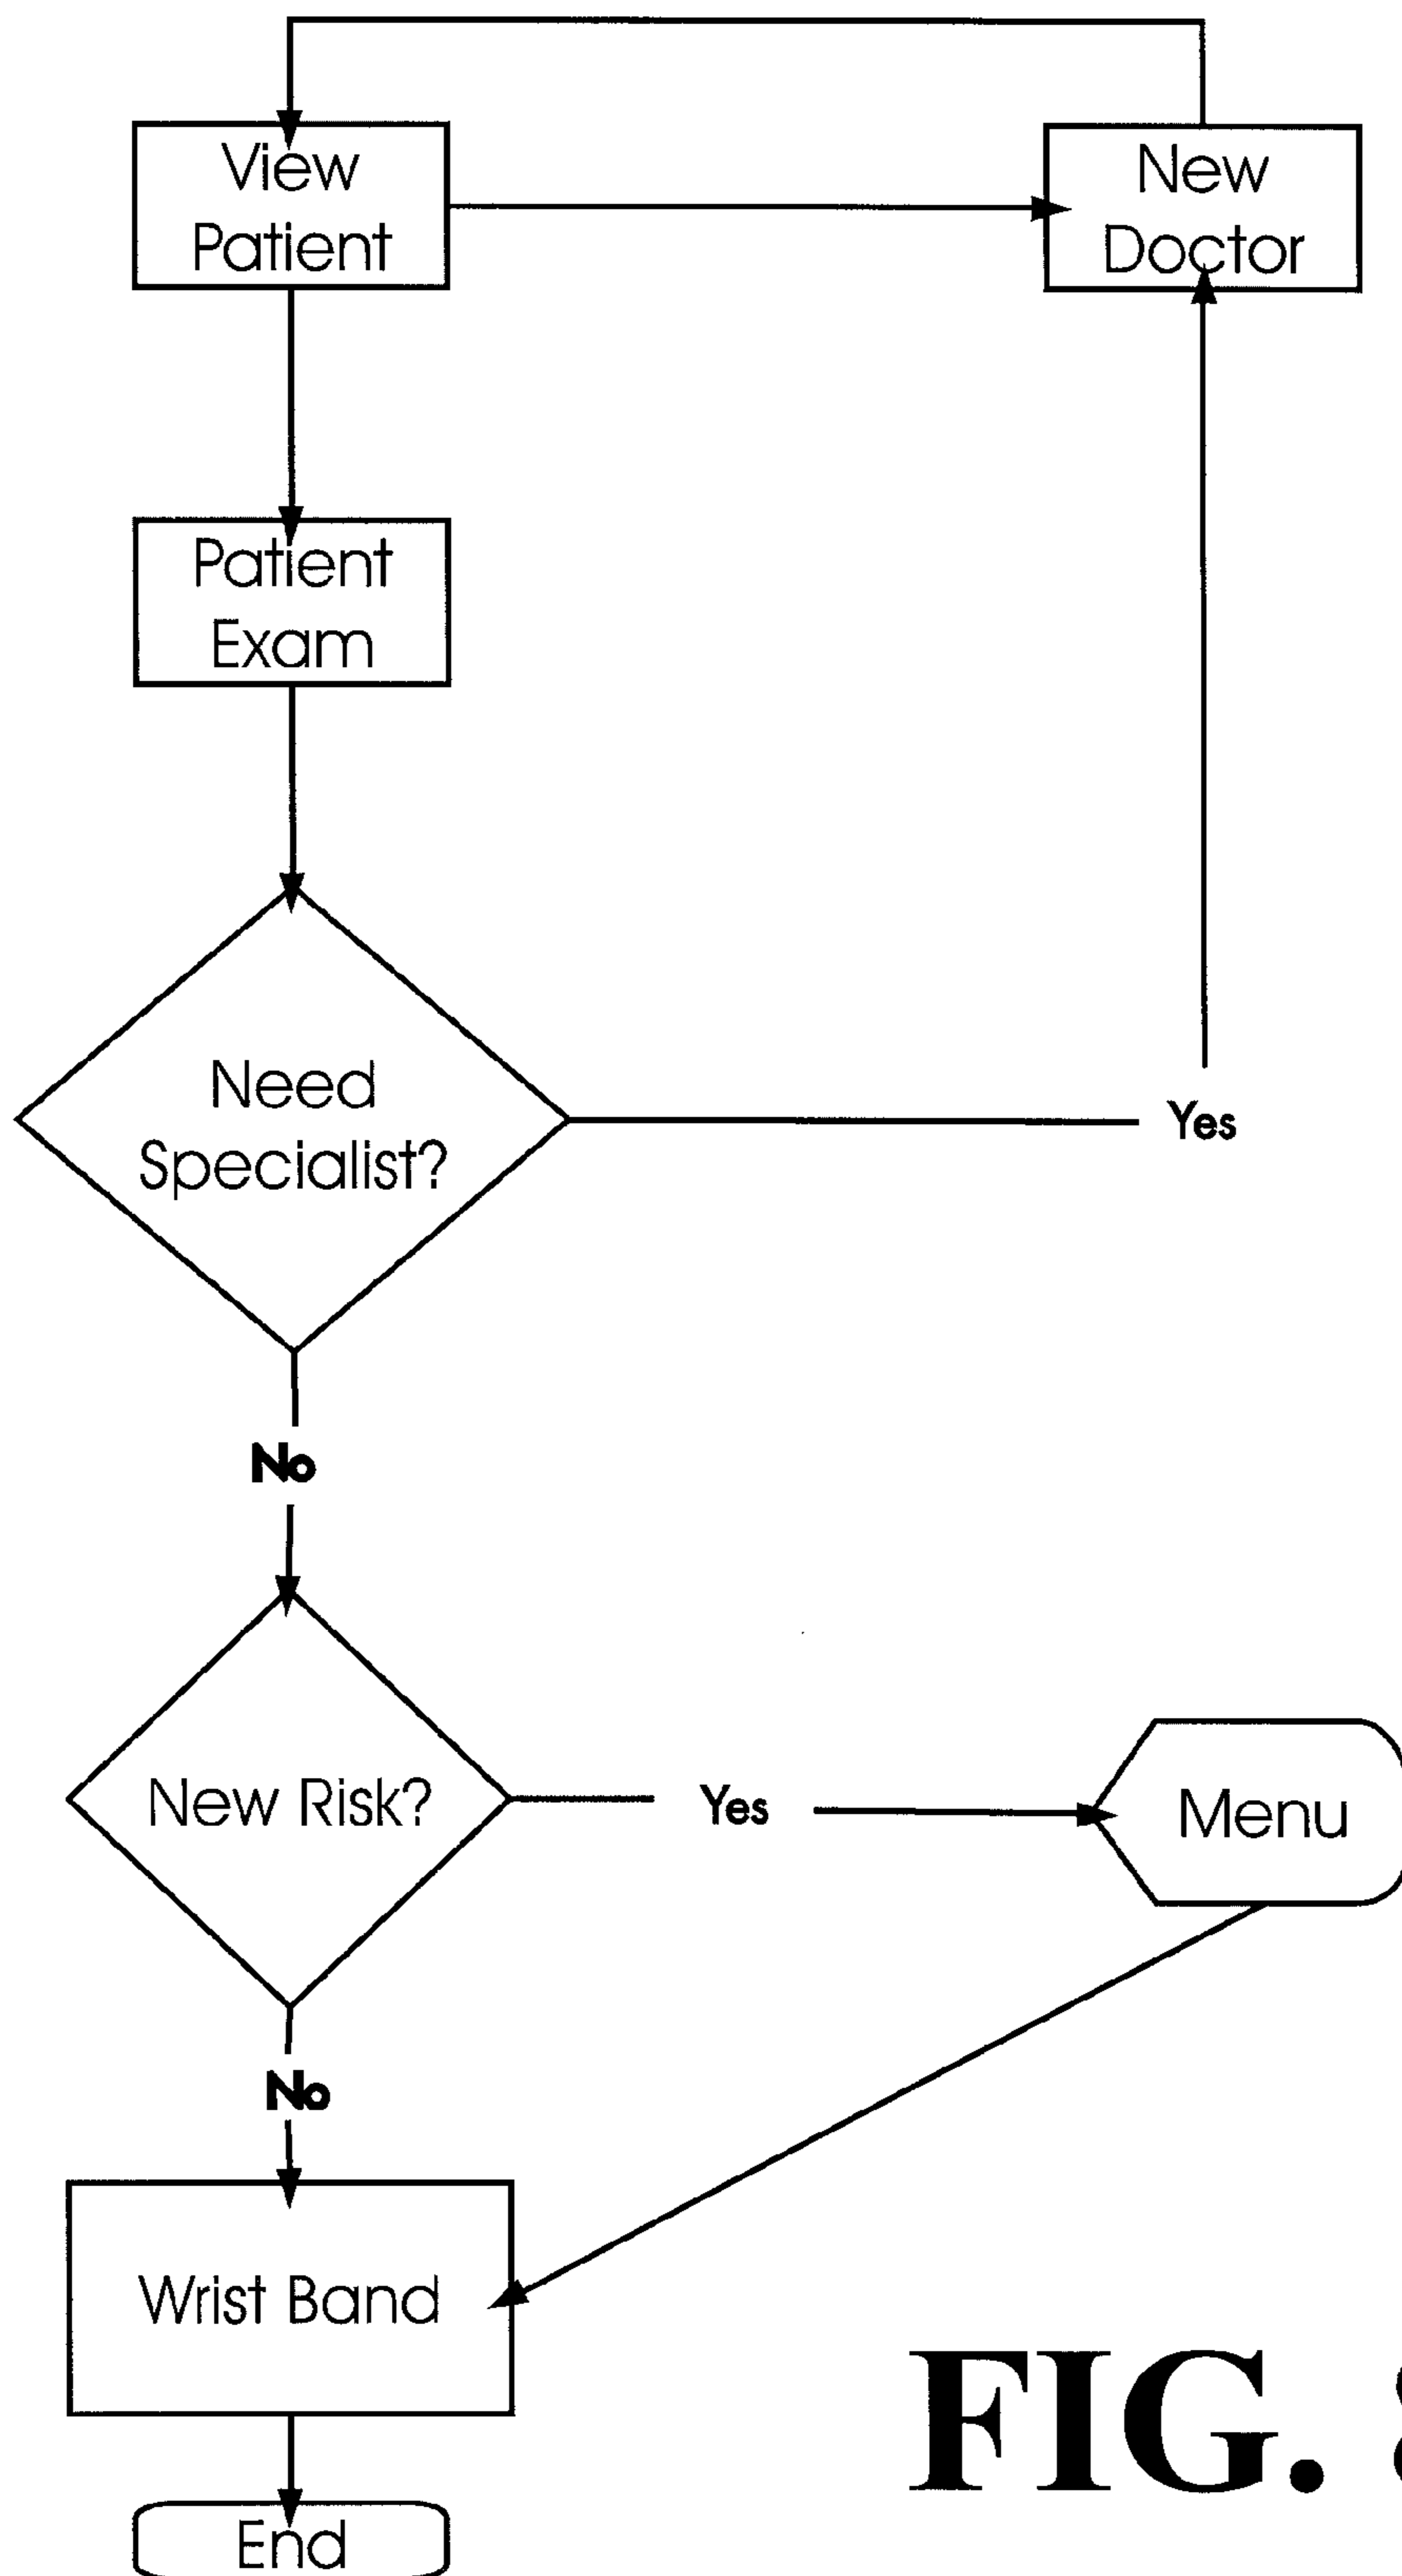 View
Patient
New
Doctor
Patient
Exam
Need
Specialist?
Yes
No
New Risk?
Yes
Menu
No
Wrist Band
FIG.
End